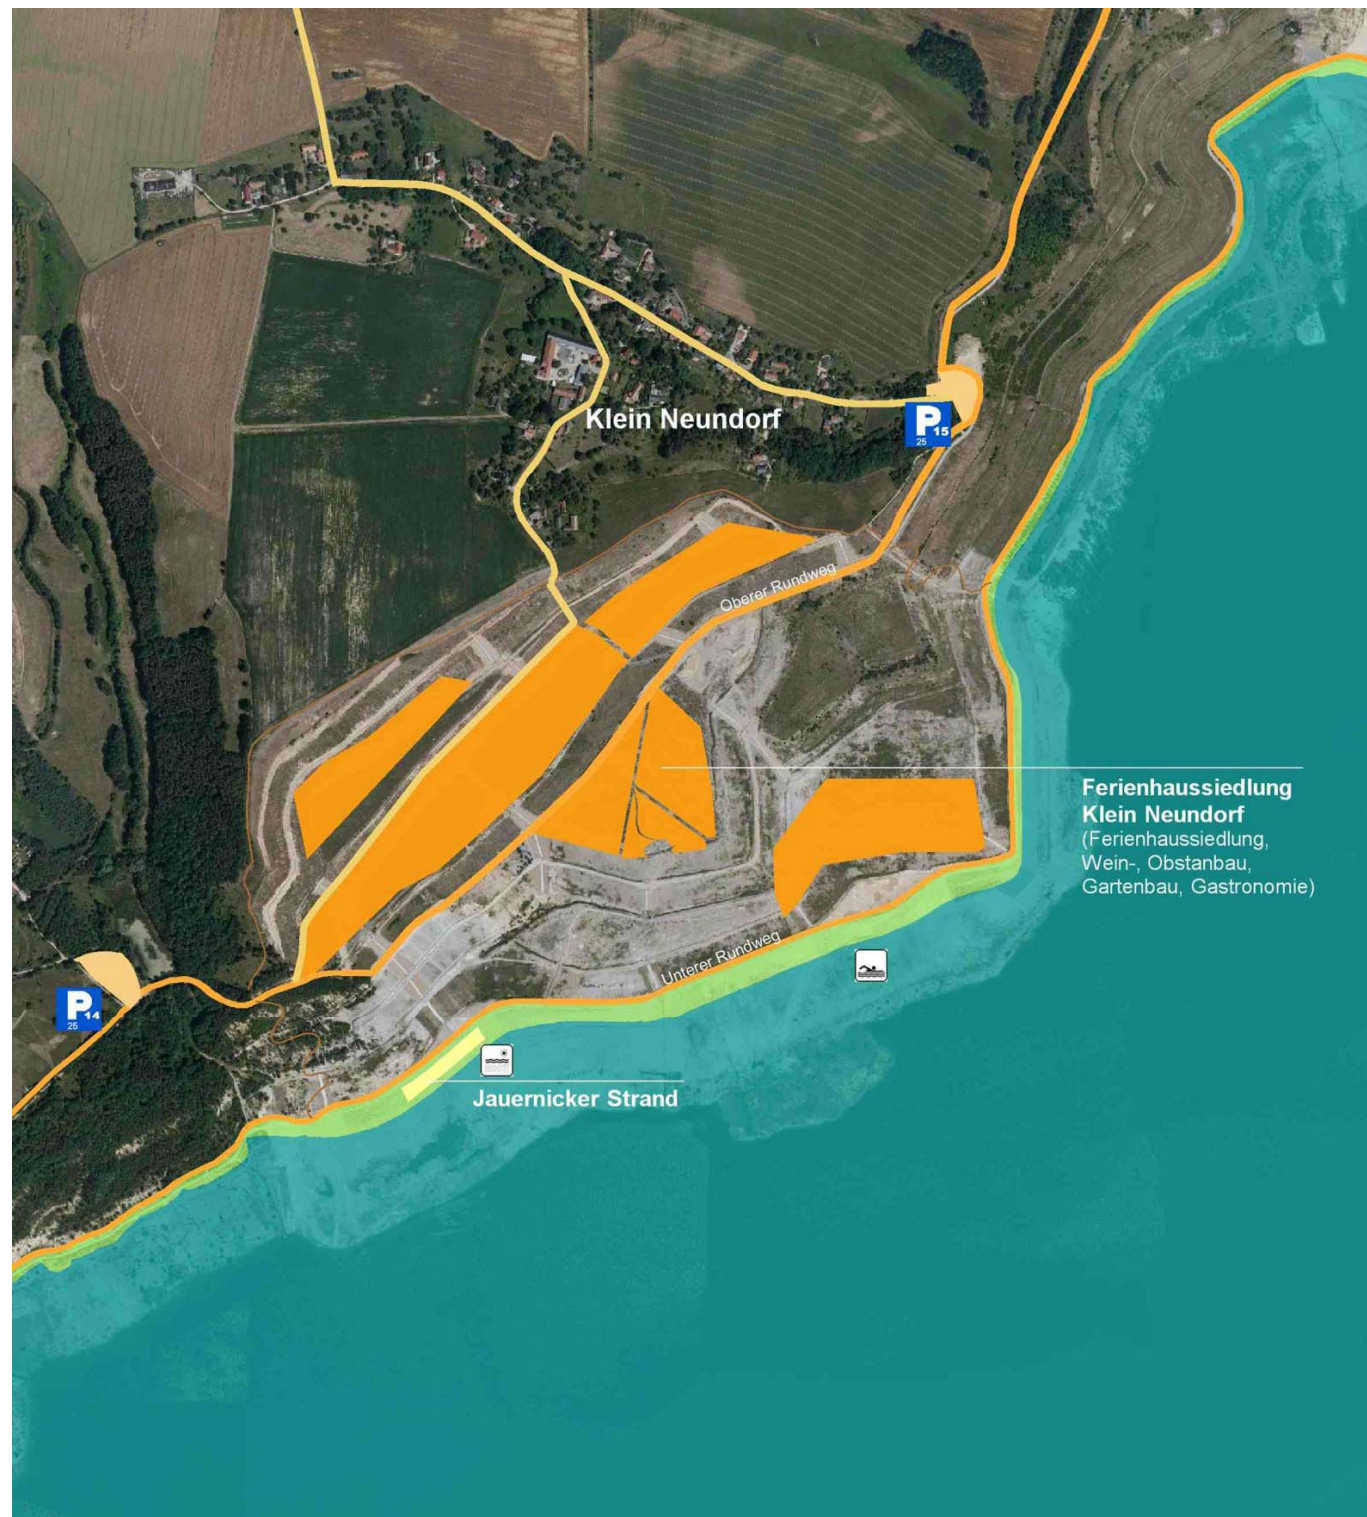 Klein Neundorf
P
15
25
Oberer Rundweg
Ferienhaussiedlung
Klein Neundorf
(Ferienhaussiedlung,
Wein-, Obstanbau,
Gartenbau, Gastronomie)
Unterer Rundweg
P
14
25
Jauernicker Strand